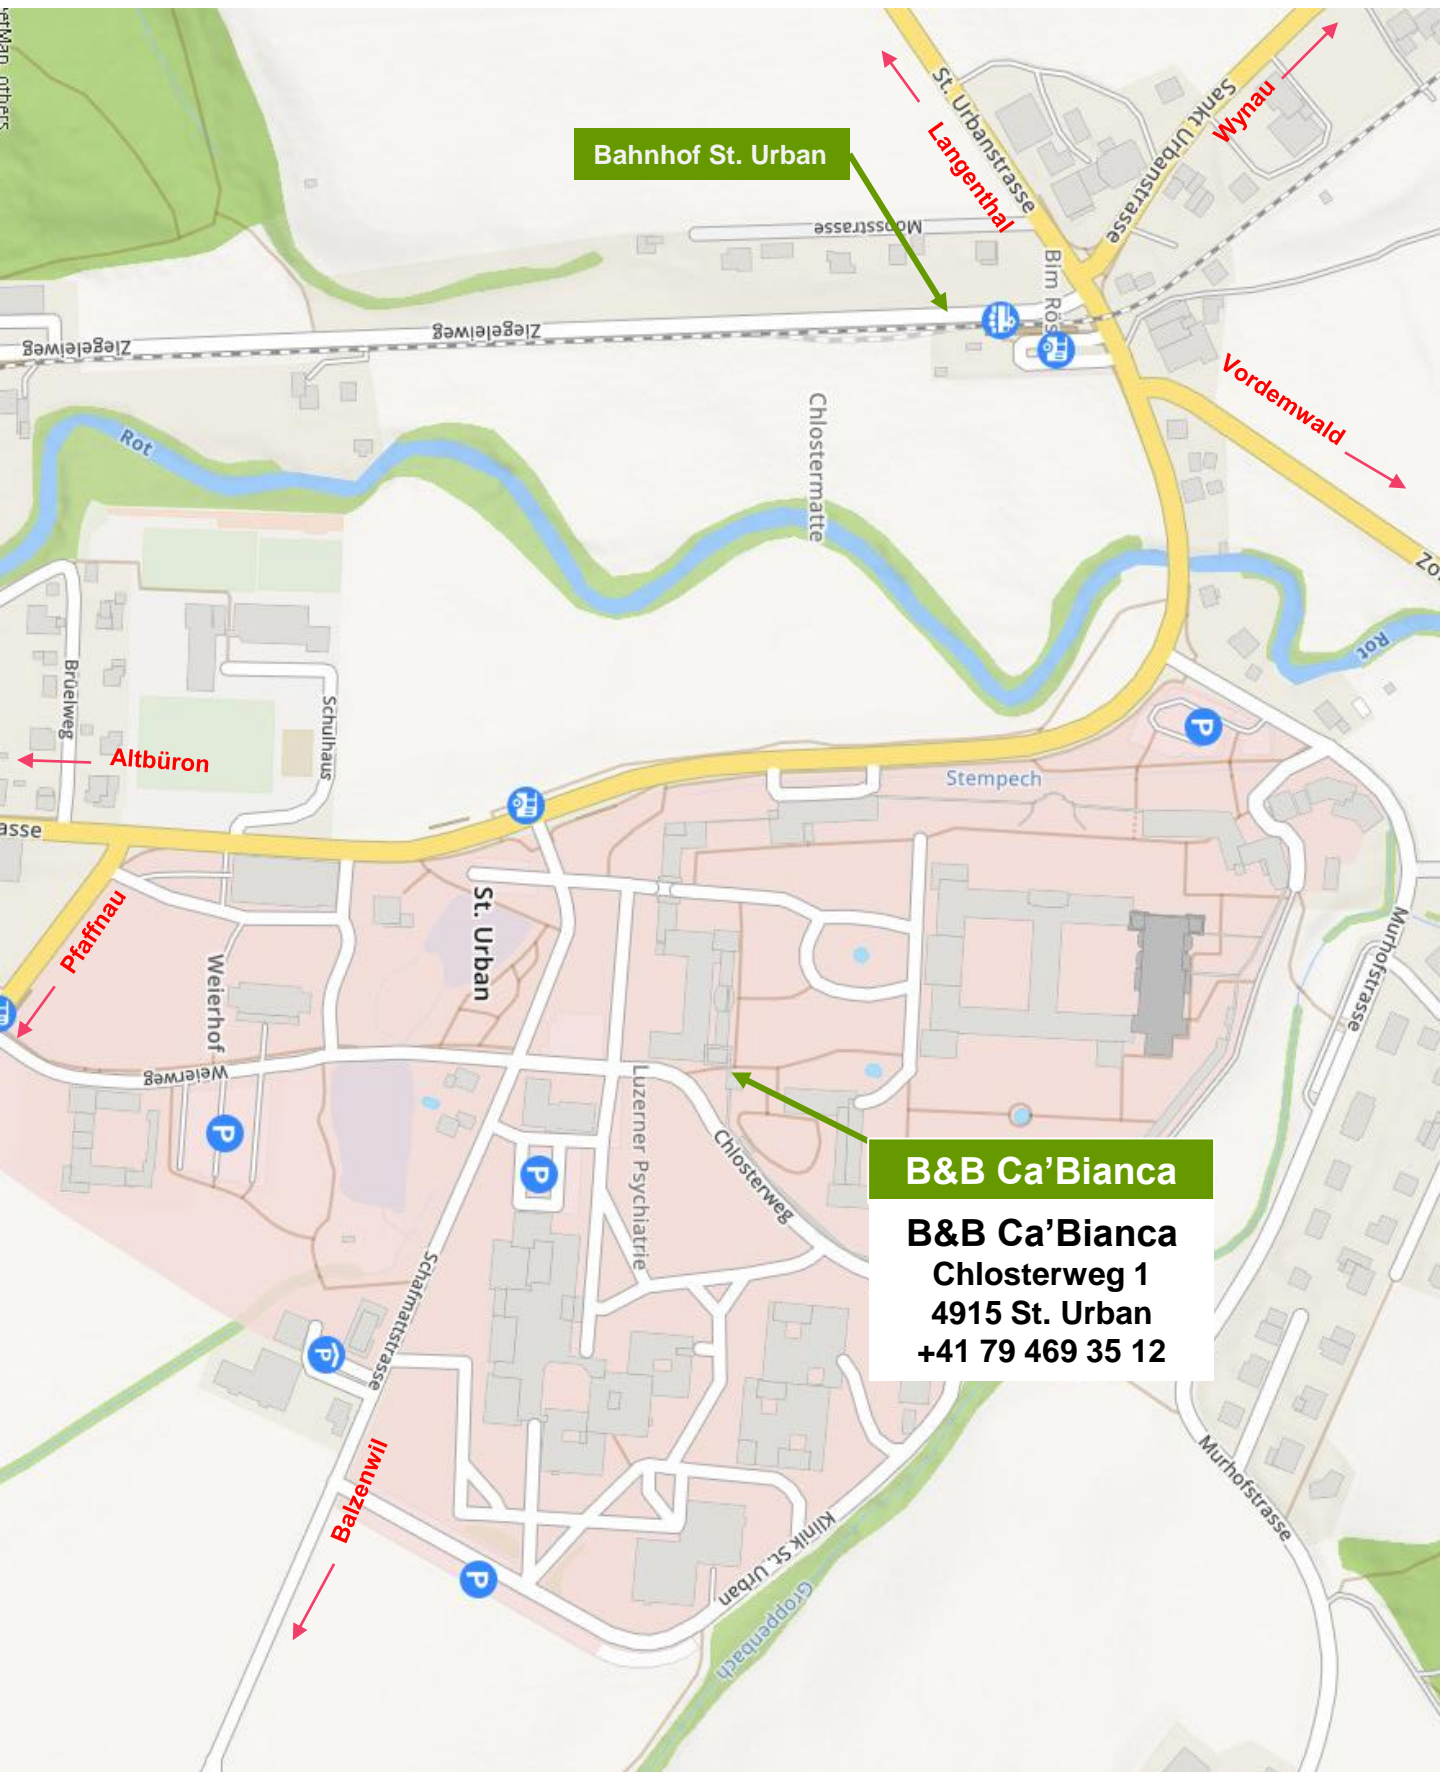 St. Urbanstrasse
Sankt Urbanstrasse
Wynau
Langenthal
Bahnhof St. Urban
Moosstrasse
Bim Rös
Ziegeleiweg
Ziegeleiweg
Vordemwald
Chlostermatte
Rot
Rot
Brüelweg
Schulhaus
Altbüron
Stempech
asse
Pfaffnau
St. Urban
Weierhof
Murhofstrasse
Weierweg
Luzerner Psychiatrie
Chlosterweg
B&B Ca’Bianca
B&B Ca’Bianca
Chlosterweg 1
4915 St. Urban
+41 79 469 35 12
Schafmattstrasse
Balzenwil
Murhofstrasse
Klinik St. Urban
Groppenbach
P
P
P
P
P